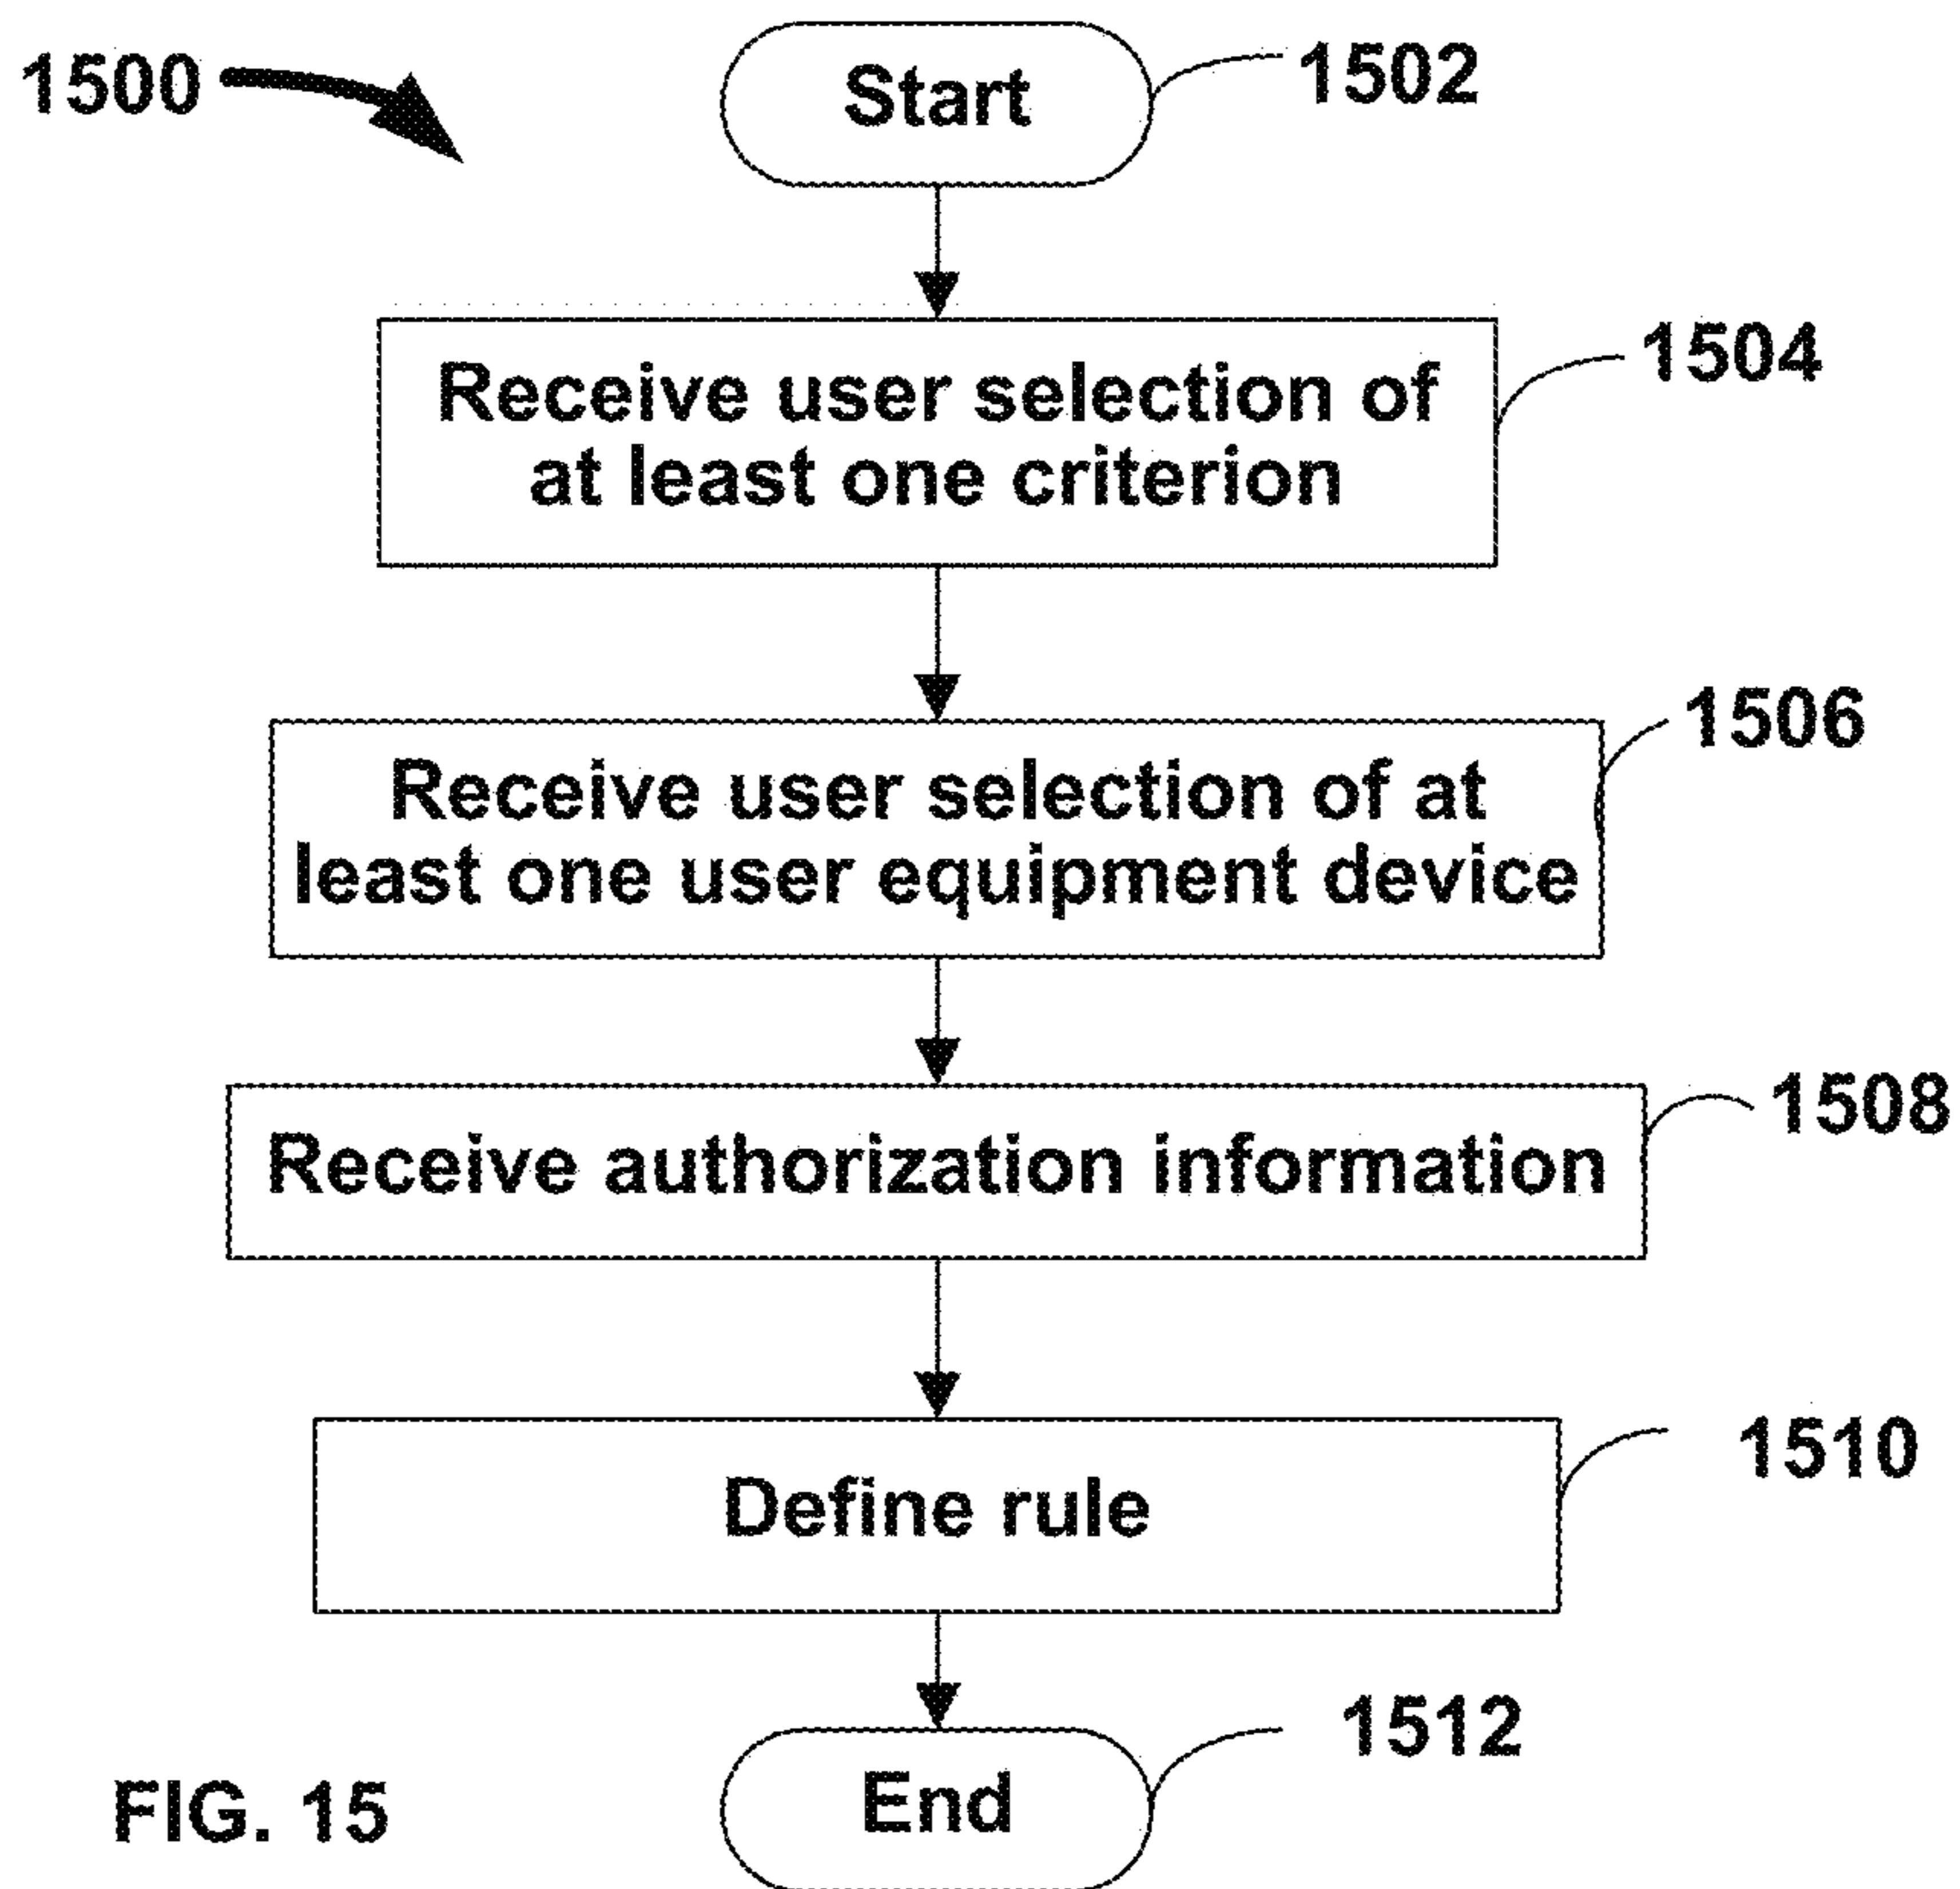 1500
Start
1502
Receive user selection of
at least one criterion
1504
Receive user selection of at
least one user equipment device
1506
Receive authorization information
1508
Define rule
1510
End
1512
FIG. 15